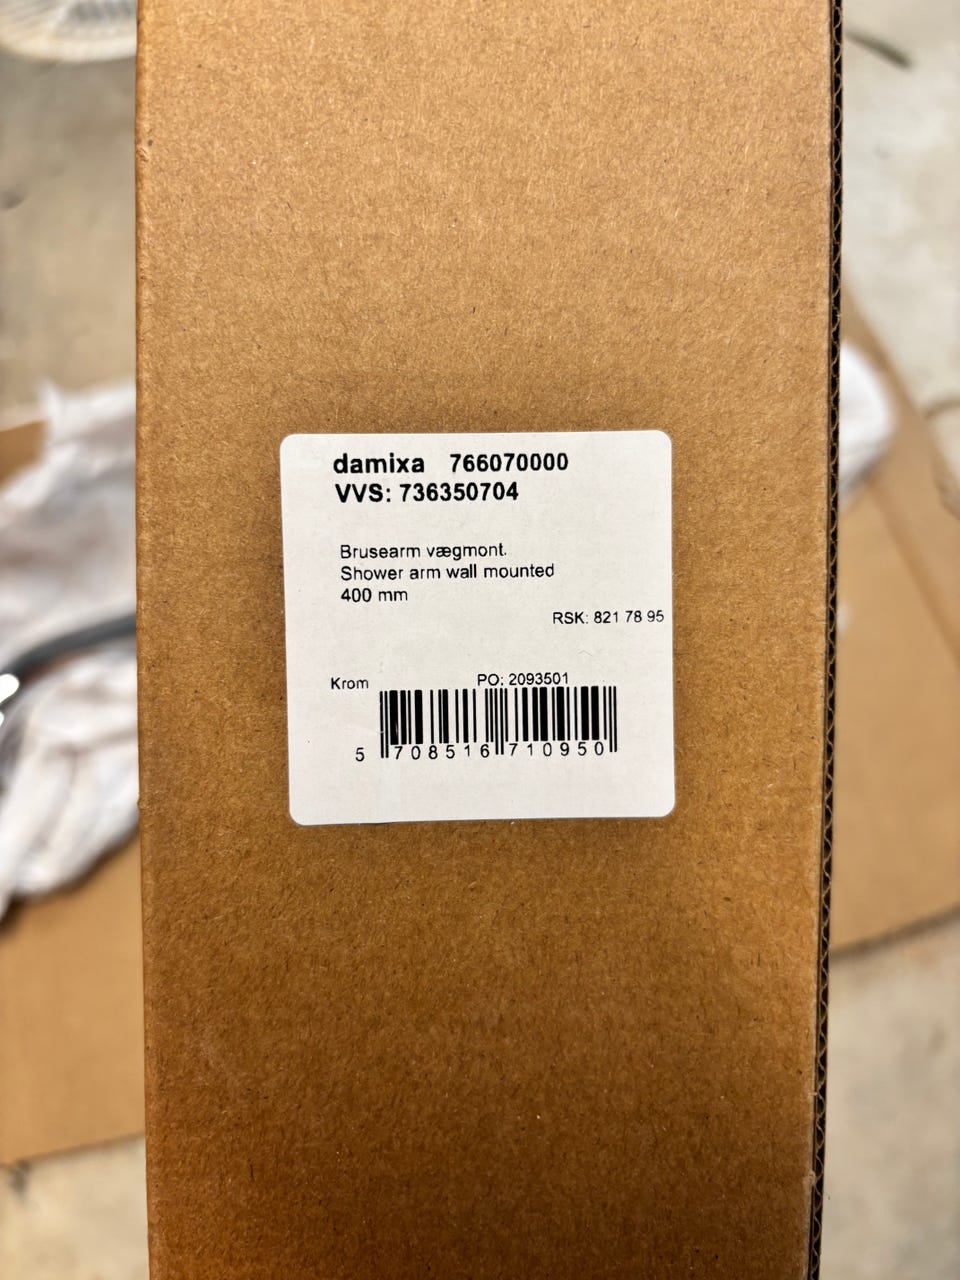 damixa 766070000
VVS: 736350704
Brusearm vægmont.
Shower arm wall mounted
400 mm
RSK: 821 78 95
Krom PO: 2093501
5 708516 710950